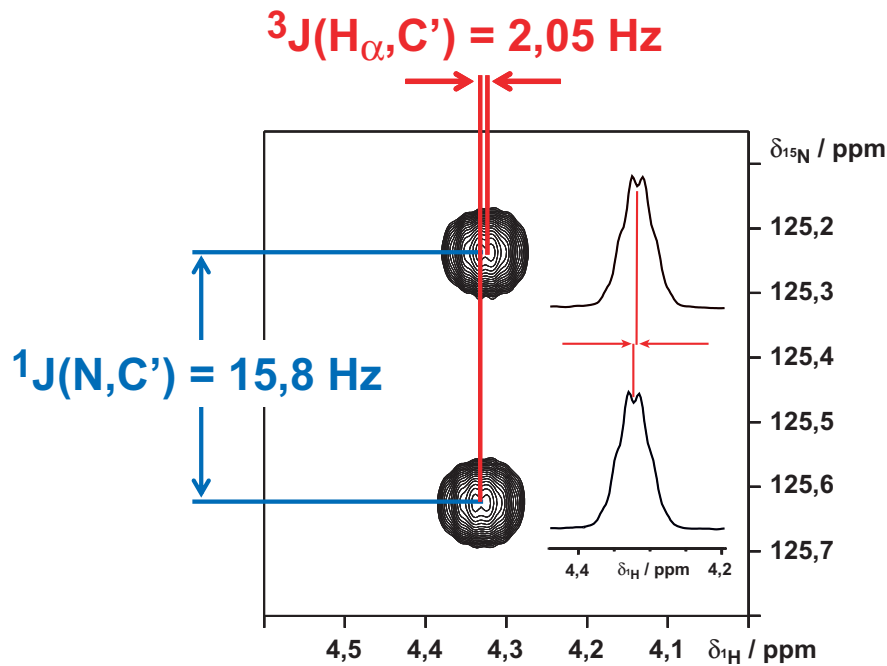 ³J(Hα,C’) = 2,05 Hz
δ¹⁵N / ppm
125,2
125,3
¹J(N,C’) = 15,8 Hz
125,4
125,5
125,6
125,7
4,4 δ¹H / ppm 4,2
4,5 4,4 4,3 4,2 4,1 δ¹H / ppm